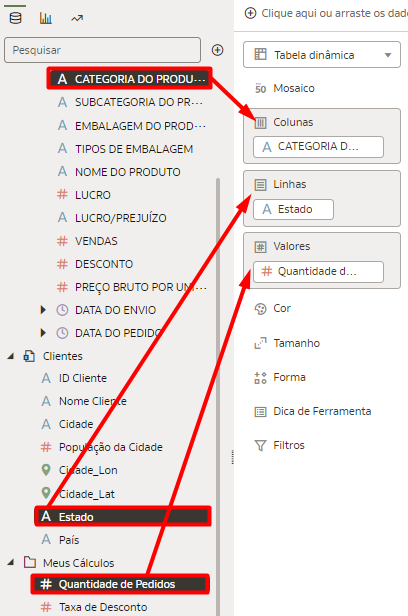 Pesquisar
CATEGORIA DO PRODU...
SUBCATEGORIA DO PR...
EMBALAGEM DO PROD...
TIPOS DE EMBALAGEM
NOME DO PRODUTO
LUCRO
LUCRO/PREJUÍZO
VENDAS
DESCONTO
PREÇO BRUTO POR UN...
DATA DO ENVIO
DATA DO PEDIDO
Clientes
ID Cliente
Nome Cliente
Cidade
População da Cidade
Cidade_Lon
Cidade_Lat
Estado
País
Meus Cálculos
Quantidade de Pedidos
Taxa de Desconto
Clique aqui ou arraste os dado
Tabela dinâmica
50 Mosaico
Colunas
CATEGORIA D...
Linhas
Estado
Valores
Quantidade d...
Cor
Tamanho
Forma
Dica de Ferramenta
Filtros